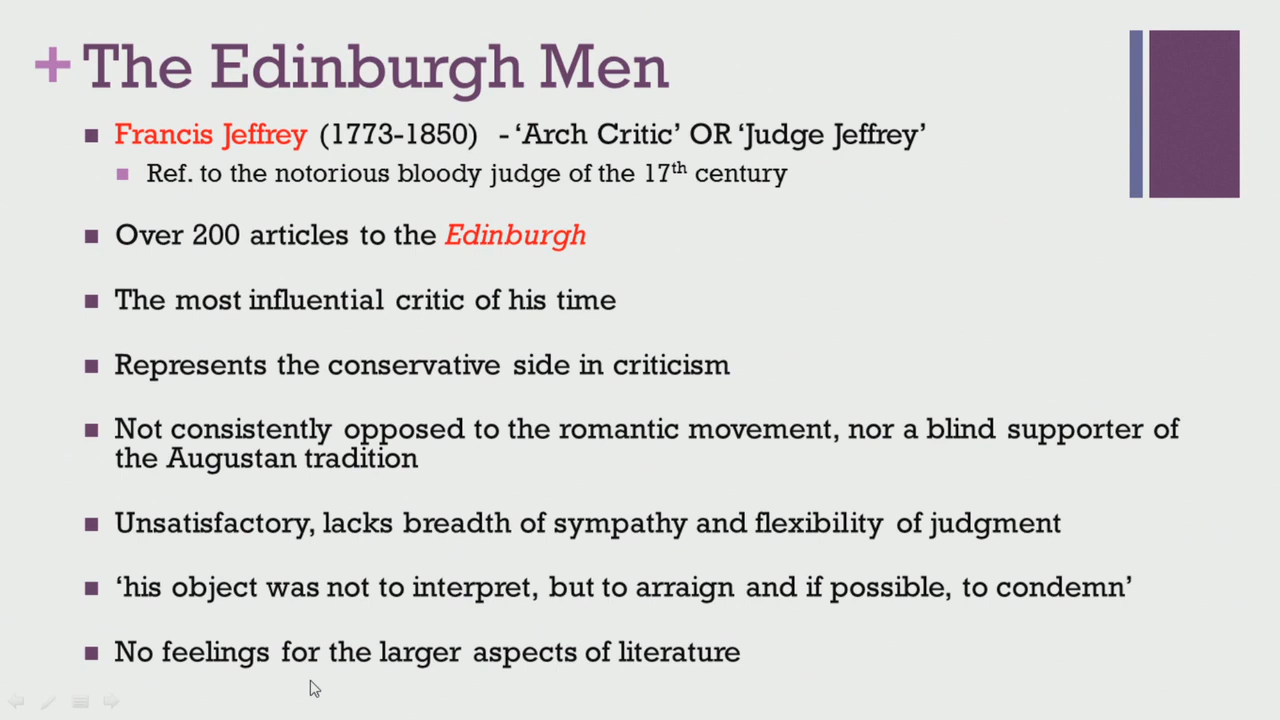 + The Edinburgh Men
Francis Jeffrey (1773-1850) - ‘Arch Critic’ OR ‘Judge Jeffrey’
Ref. to the notorious bloody judge of the 17th century
Over 200 articles to the Edinburgh
The most influential critic of his time
Represents the conservative side in criticism
Not consistently opposed to the romantic movement, nor a blind supporter of
the Augustan tradition
Unsatisfactory, lacks breadth of sympathy and flexibility of judgment
‘his object was not to interpret, but to arraign and if possible, to condemn’
No feelings for the larger aspects of literature